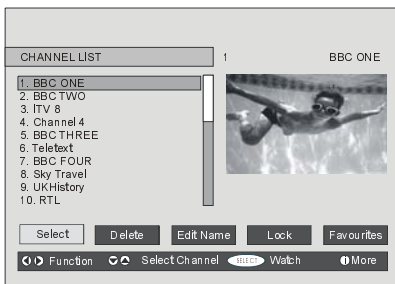 CHANNEL LIST 1 BBC ONE
1. BBC ONE
2. BBC TWO
3. ITV 8
4. Channel 4
5. BBC THREE
6. Teletext
7. BBC FOUR
8. Sky Travel
9. UKHistory
10. RTL
Select Delete Edit Name Lock Favourites
Function Select Channel SELECT Watch i More